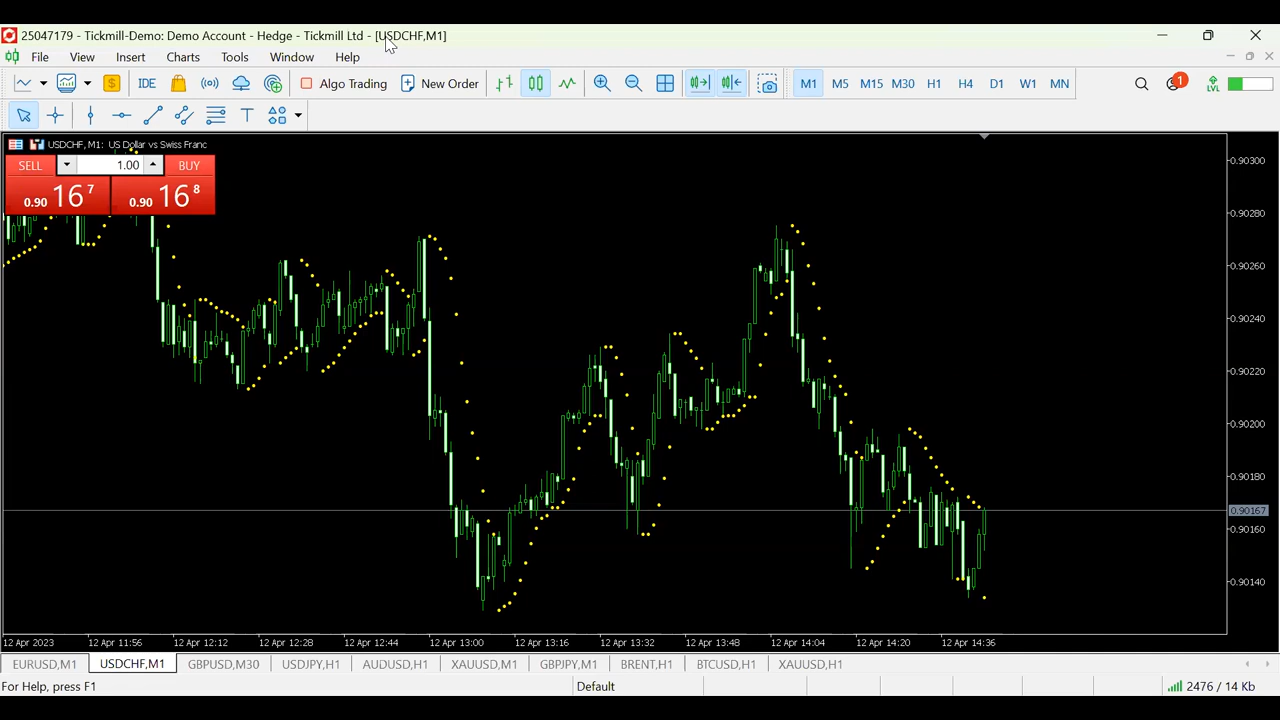 25047179 - Tickmill-Demo: Demo Account - Hedge - Tickmill Ltd - [USDCHF,M1]
File View Insert Charts Tools Window Help
IDE Algo Trading New Order M1 M5 M15 M30 H1 H4 D1 W1 MN 1 LVL
T
USDCHF, M1: US Dollar vs Swiss Franc
SELL 1.00 BUY
0.90 16 7 0.90 16 8
0.90300
0.90280
0.90260
0.90240
0.90220
0.90200
0.90180
0.90167
0.90160
0.90140
12 Apr 2023 12 Apr 11:56 12 Apr 12:12 12 Apr 12:28 12 Apr 12:44 12 Apr 13:00 12 Apr 13:16 12 Apr 13:32 12 Apr 13:48 12 Apr 14:04 12 Apr 14:20 12 Apr 14:36
EURUSD,M1 USDCHF,M1 GBPUSD,M30 USDJPY,H1 AUDUSD,H1 XAUUSD,M1 GBPJPY,M1 BRENT,H1 BTCUSD,H1 XAUUSD,H1
For Help, press F1 Default 2476 / 14 Kb